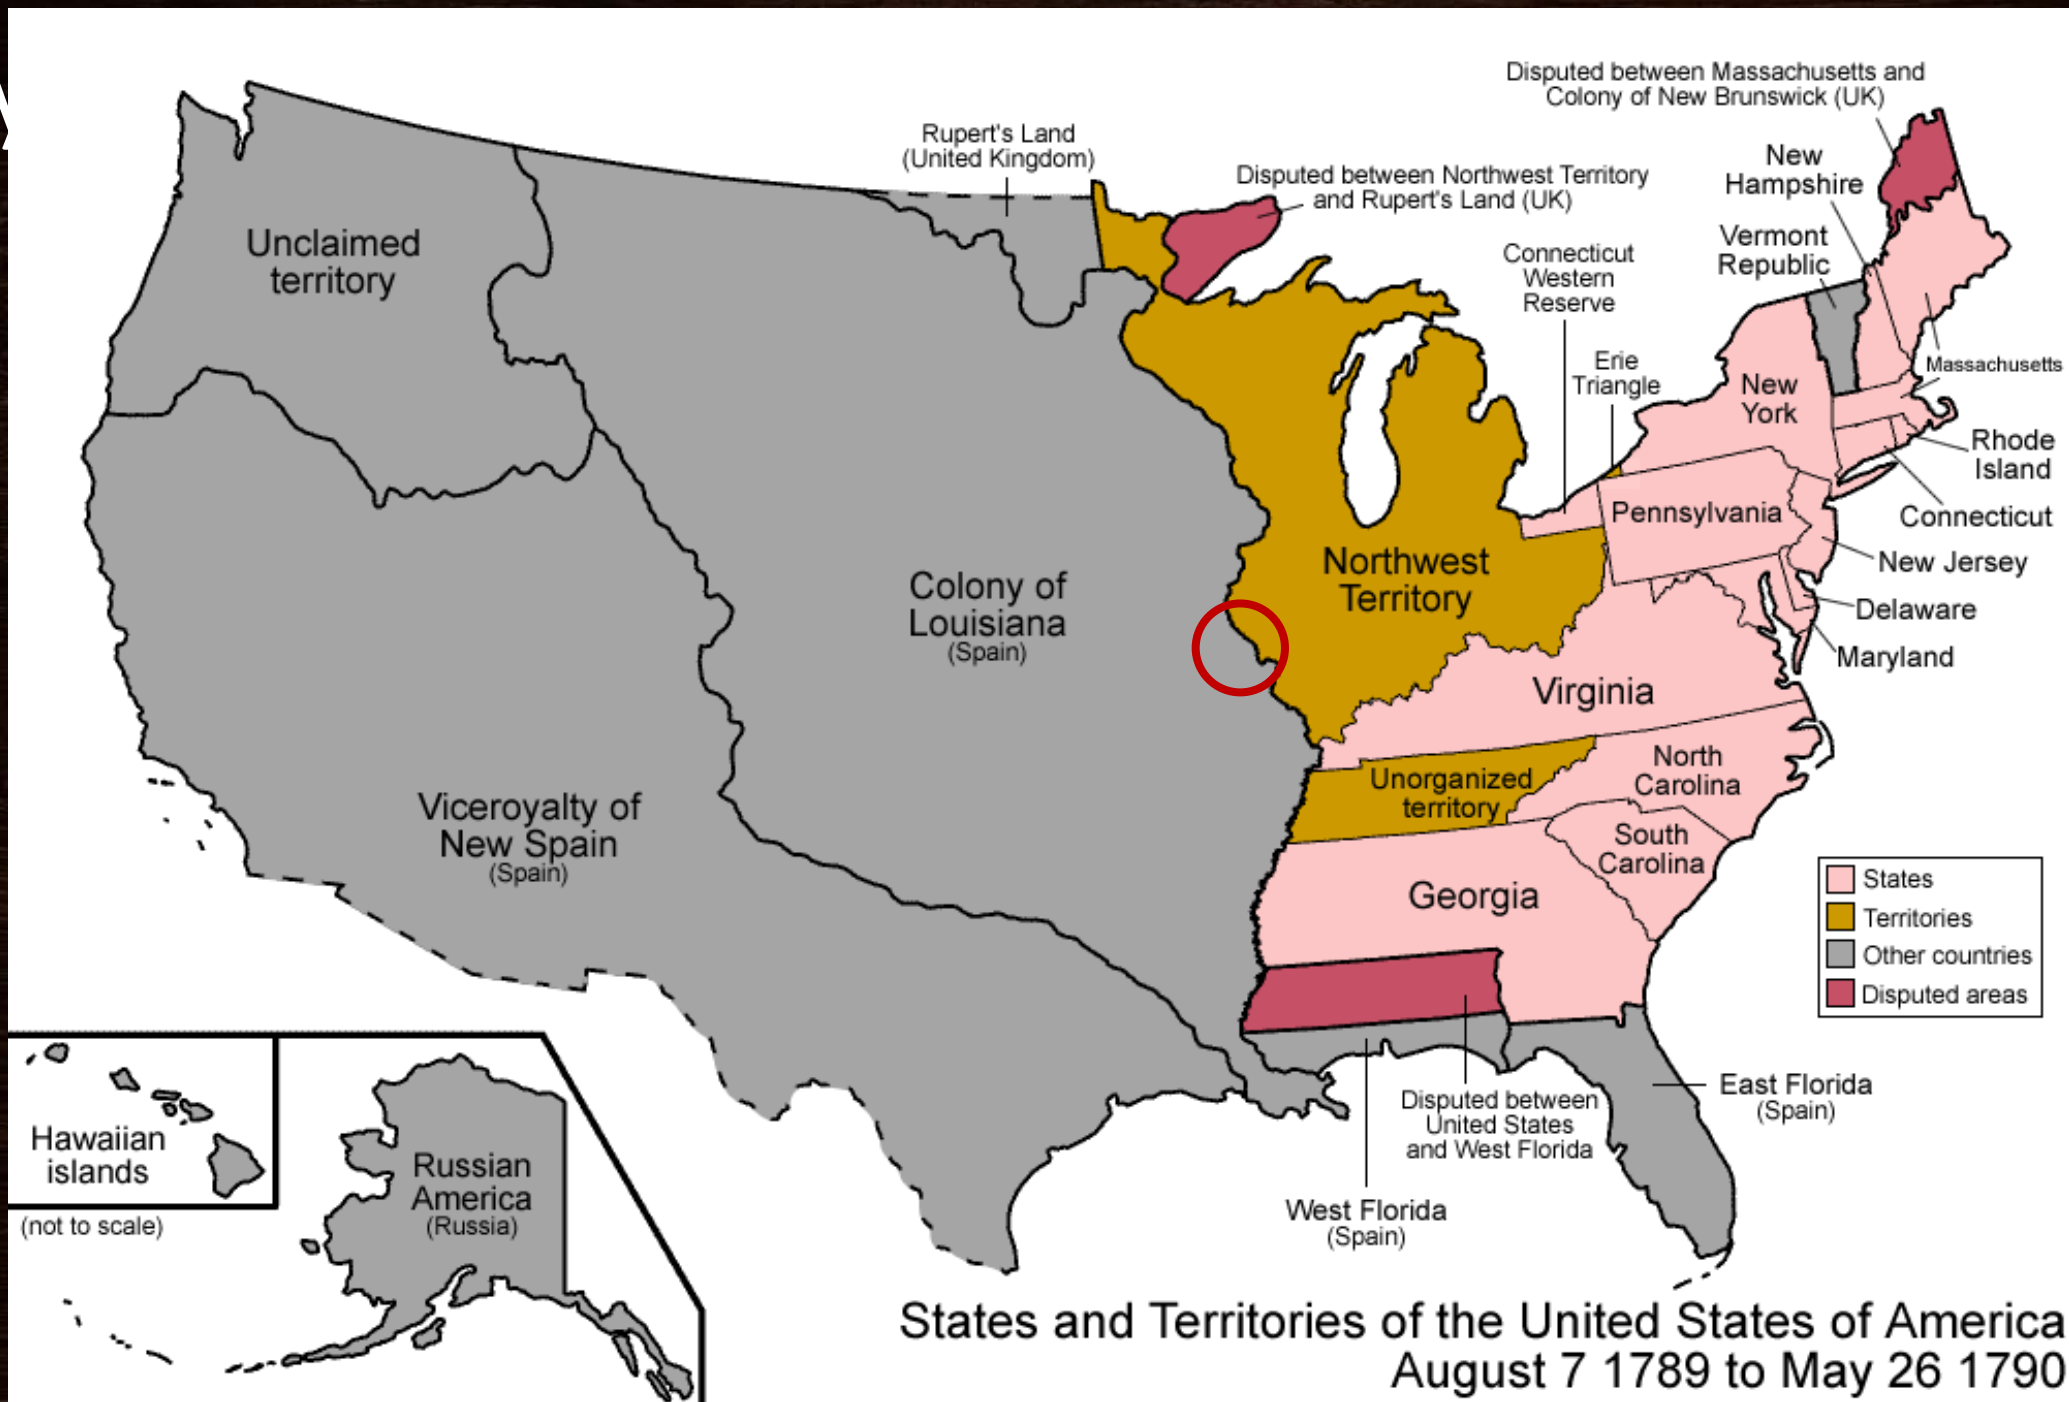 Disputed between Massachusetts and
Colony of New Brunswick (UK)
Rupert's Land
(United Kingdom)
Disputed between Northwest Territory
and Rupert's Land (UK)
New
Hampshire
Vermont
Republic
Unclaimed
territory
Connecticut
Western
Reserve
Erie
Triangle
Massachusetts
New
York
Rhode
Island
Pennsylvania
Connecticut
New Jersey
Northwest
Territory
Colony of
Louisiana
(Spain)
Delaware
Maryland
Virginia
Unorganized
territory
North
Carolina
South
Carolina
Viceroyalty of
New Spain
(Spain)
Georgia
States
Territories
Other countries
Disputed areas
East Florida
(Spain)
Disputed between
United States
and West Florida
West Florida
(Spain)
Hawaiian
islands
(not to scale)
Russian
America
(Russia)
States and Territories of the United States of America
August 7 1789 to May 26 1790